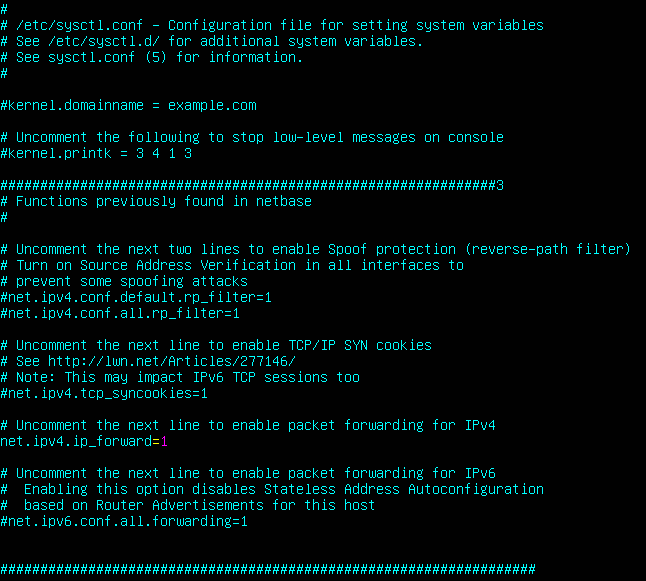 #
# /etc/sysctl.conf - Configuration file for setting system variables
# See /etc/sysctl.d/ for additional system variables.
# See sysctl.conf (5) for information.
#
#kernel.domainname = example.com
# Uncomment the following to stop low-level messages on console
#kernel.printk = 3 4 1 3
##############################################################3
# Functions previously found in netbase
#
# Uncomment the next two lines to enable Spoof protection (reverse-path filter)
# Turn on Source Address Verification in all interfaces to
# prevent some spoofing attacks
#net.ipv4.conf.default.rp_filter=1
#net.ipv4.conf.all.rp_filter=1
# Uncomment the next line to enable TCP/IP SYN cookies
# See http://lwn.net/Articles/277146/
# Note: This may impact IPv6 TCP sessions too
#net.ipv4.tcp_syncookies=1
# Uncomment the next line to enable packet forwarding for IPv4
net.ipv4.ip_forward=1
# Uncomment the next line to enable packet forwarding for IPv6
#  Enabling this option disables Stateless Address Autoconfiguration
#  based on Router Advertisements for this host
#net.ipv6.conf.all.forwarding=1
###################################################################